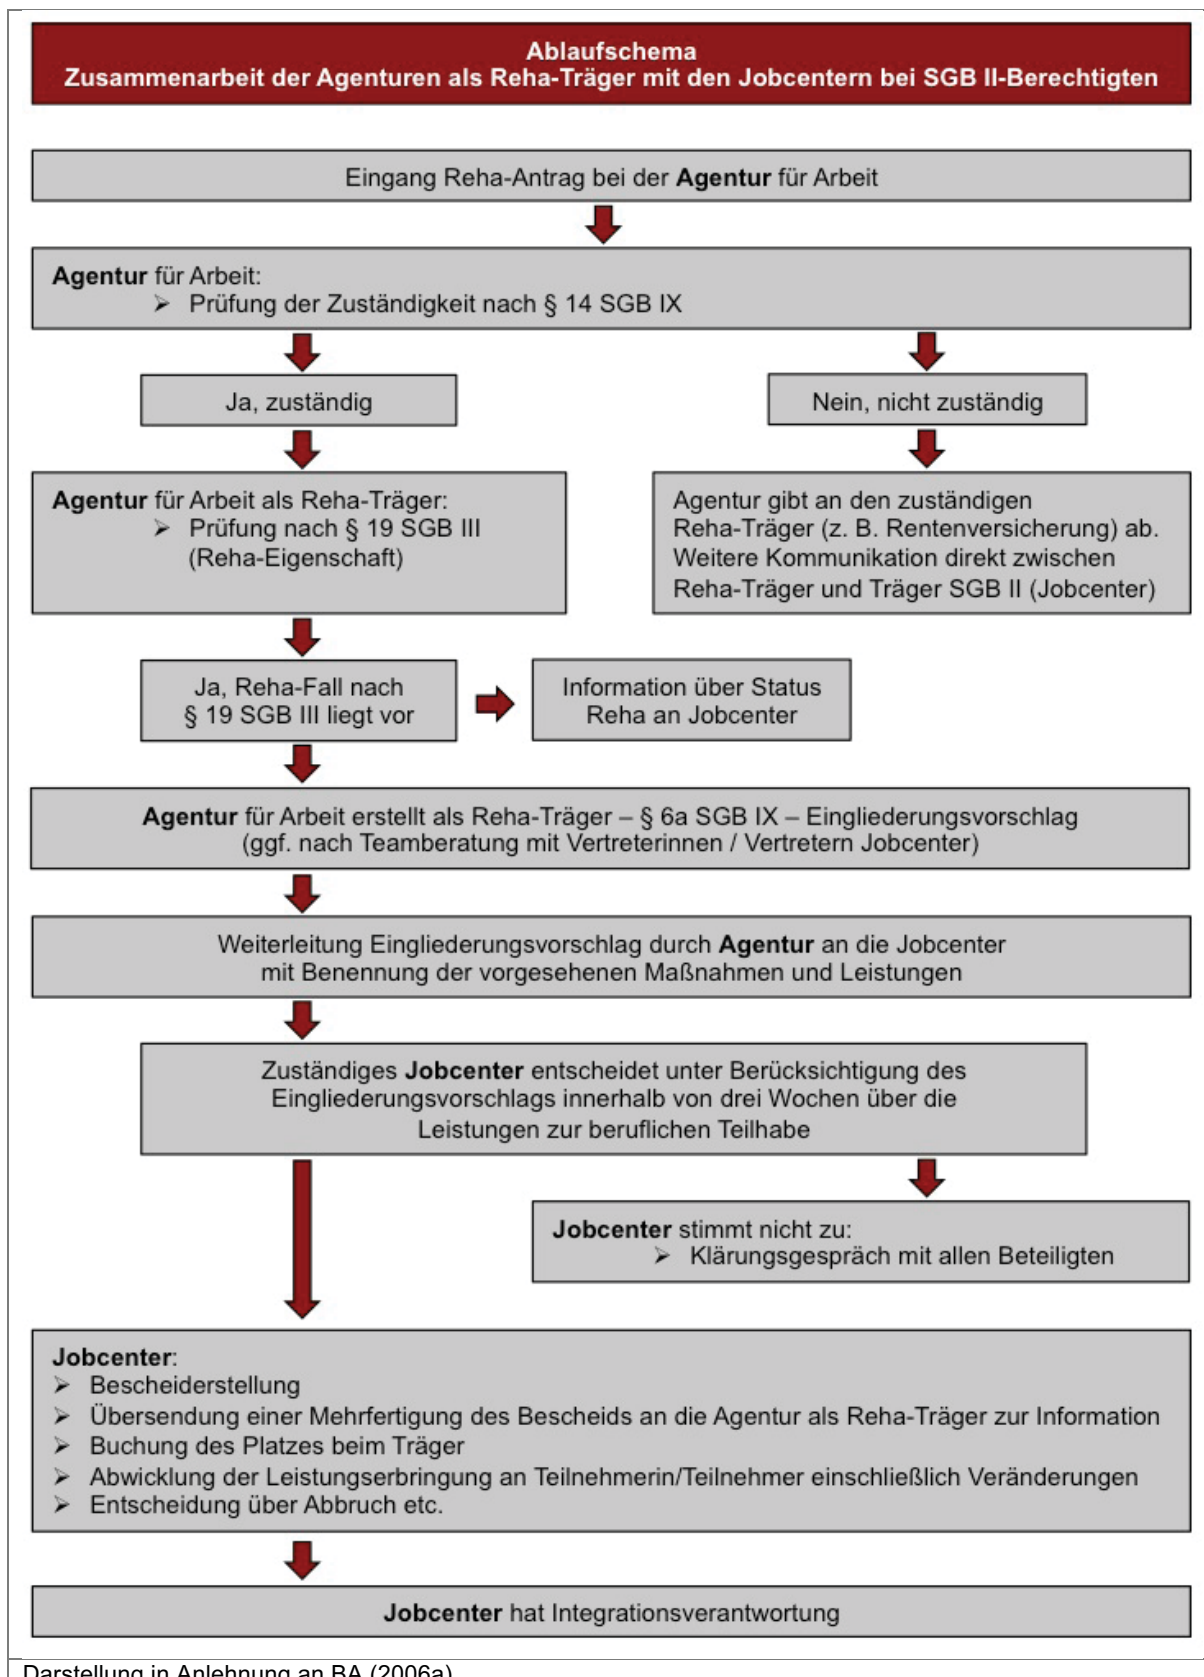 Ablaufschema
Zusammenarbeit der Agenturen als Reha-Träger mit den Jobcentern bei SGB II-Berechtigten
Eingang Reha-Antrag bei der Agentur für Arbeit
Agentur für Arbeit:
➢ Prüfung der Zuständigkeit nach § 14 SGB IX
Ja, zuständig
Nein, nicht zuständig
Agentur für Arbeit als Reha-Träger:
➢ Prüfung nach § 19 SGB III
(Reha-Eigenschaft)
Agentur gibt an den zuständigen
Reha-Träger (z. B. Rentenversicherung) ab.
Weitere Kommunikation direkt zwischen
Reha-Träger und Träger SGB II (Jobcenter)
Ja, Reha-Fall nach
§ 19 SGB III liegt vor
Information über Status
Reha an Jobcenter
Agentur für Arbeit erstellt als Reha-Träger – § 6a SGB IX – Eingliederungsvorschlag
(ggf. nach Teamberatung mit Vertreterinnen / Vertretern Jobcenter)
Weiterleitung Eingliederungsvorschlag durch Agentur an die Jobcenter
mit Benennung der vorgesehenen Maßnahmen und Leistungen
Zuständiges Jobcenter entscheidet unter Berücksichtigung des
Eingliederungsvorschlags innerhalb von drei Wochen über die
Leistungen zur beruflichen Teilhabe
Jobcenter stimmt nicht zu:
➢ Klärungsgespräch mit allen Beteiligten
Jobcenter:
➢ Bescheiderstellung
➢ Übersendung einer Mehrfertigung des Bescheids an die Agentur als Reha-Träger zur Information
➢ Buchung des Platzes beim Träger
➢ Abwicklung der Leistungserbringung an Teilnehmerin/Teilnehmer einschließlich Veränderungen
➢ Entscheidung über Abbruch etc.
Jobcenter hat Integrationsverantwortung
Darstellung in Anlehnung an BA (2006a)